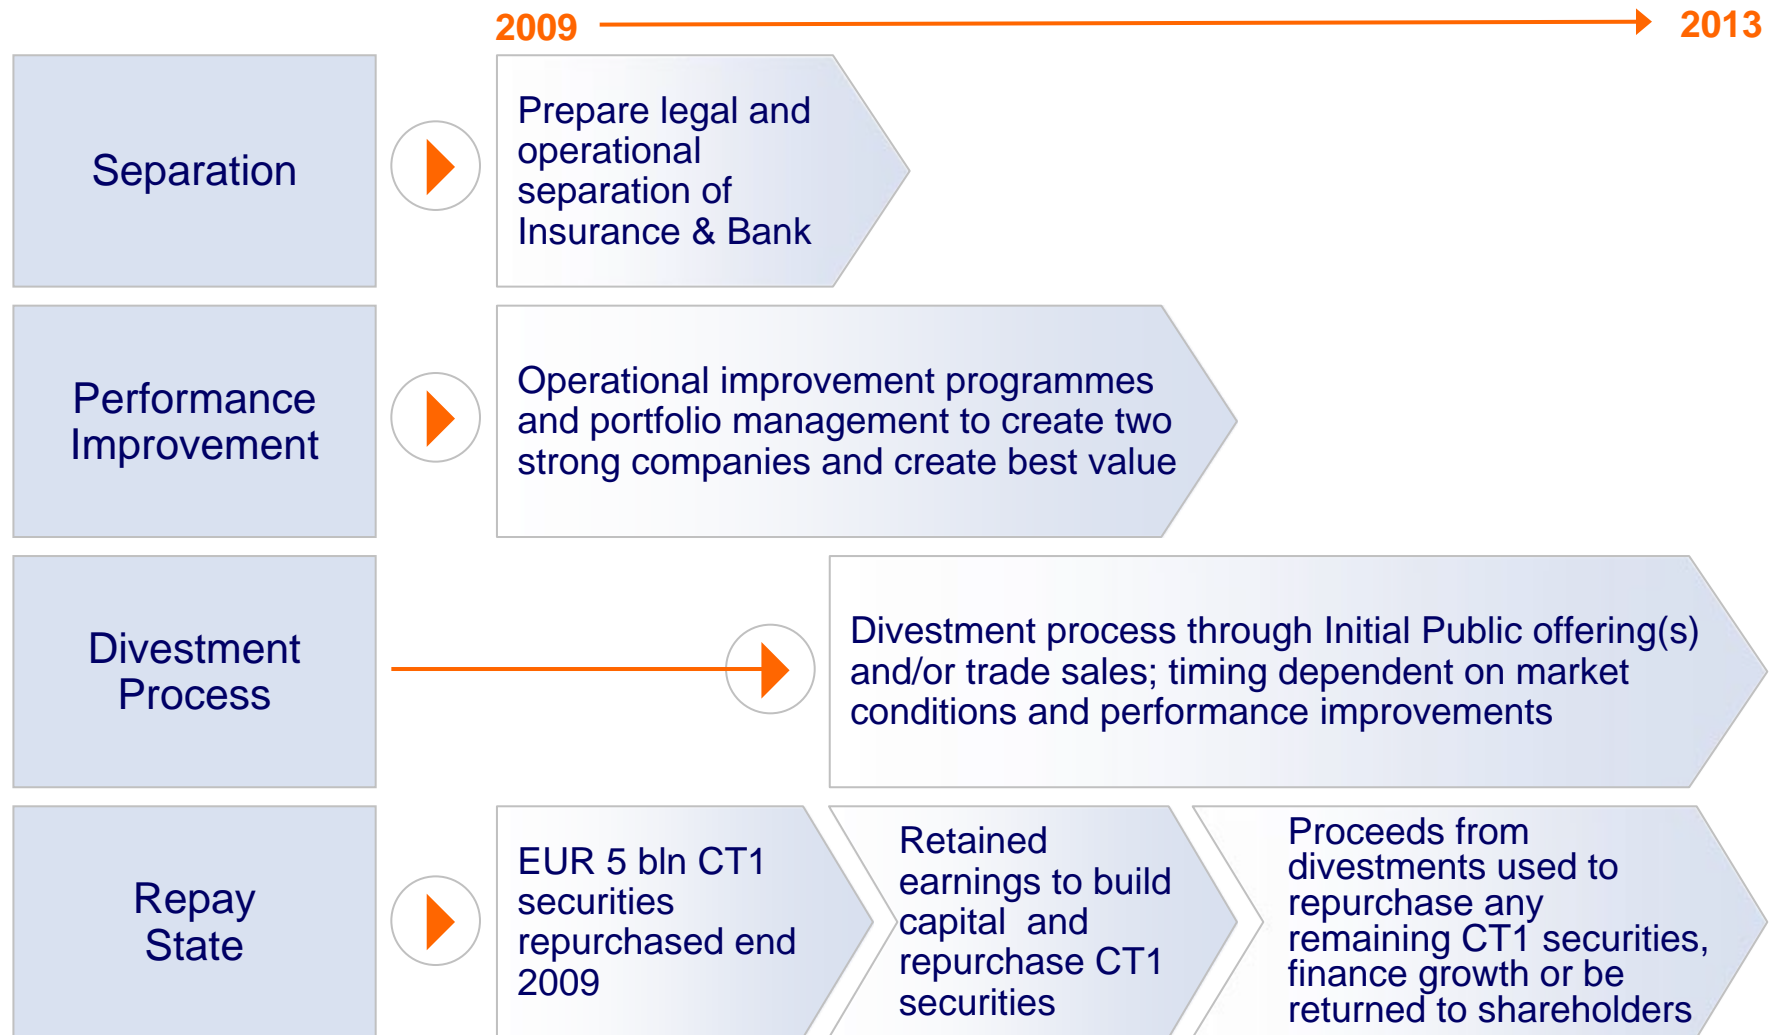 2009
2013
Separation
Prepare legal and
operational
separation of
Insurance & Bank
Performance
Improvement
Operational improvement programmes
and portfolio management to create two
strong companies and create best value
Divestment
Process
Divestment process through Initial Public offering(s)
and/or trade sales; timing dependent on market
conditions and performance improvements
Repay
State
EUR 5 bln CT1
securities
repurchased end
2009
Retained
earnings to build
capital and
repurchase CT1
securities
Proceeds from
divestments used to
repurchase any
remaining CT1 securities,
finance growth or be
returned to shareholders